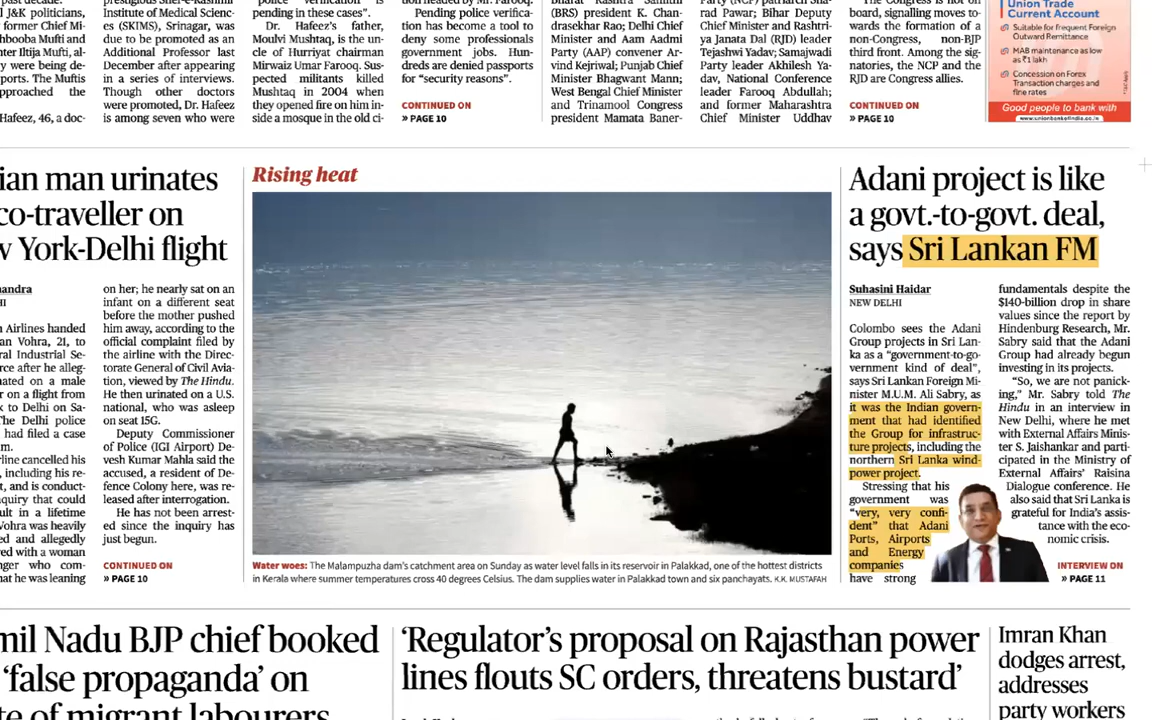 past decade.
l J&K politicians,
former Chief Mi-
hbooba Mufti and
hter Iltija Mufti, al-
y were being de-
ports. The Muftis
pproached the
Hafeez, 46, a doc-
prestigious Sher-e-Kashmir
Institute of Medical Scienc-
es (SKIMS), Srinagar, was
due to be promoted as an
Additional Professor last
December after appearing
in a series of interviews.
Though other doctors
were promoted, Dr. Hafeez
is among seven who were
police verification is
pending in these cases”.
Dr. Hafeez’s father,
Moulvi Mushtaq, is the un-
cle of Hurriyat chairman
Mirwaiz Umar Farooq. Sus-
pected militants killed
Mushtaq in 2004 when
they opened fire on him in-
side a mosque in the old ci-
tioned headed by Mr. Farooq.
Pending police verifica-
tion has become a tool to
deny some professionals
government jobs. Hun-
dreds are denied passports
for “security reasons”.
CONTINUED ON
» PAGE 10
Bharat Rashtra Samithi
(BRS) president K. Chan-
drasekhar Rao; Delhi Chief
Minister and Aam Aadmi
Party (AAP) convener Ar-
vind Kejriwal; Punjab Chief
Minister Bhagwant Mann;
West Bengal Chief Minister
and Trinamool Congress
president Mamata Baner-
Party (NCP) patriarch Sha-
rad Pawar; Bihar Deputy
Chief Minister and Rashtri-
ya Janata Dal (RJD) leader
Tejashwi Yadav; Samajwadi
Party leader Akhilesh Ya-
dav, National Conference
leader Farooq Abdullah;
and former Maharashtra
Chief Minister Uddhav
The Congress is not on
board, signalling moves to-
wards the formation of a
non-Congress, non-BJP
third front. Among the sig-
natories, the NCP and the
RJD are Congress allies.
CONTINUED ON
» PAGE 10
Union Trade
Current Account
Suitable for frequent Foreign
Outward Remittance
MAB maintenance as low
as ₹1 lakh
Concession on Forex
Transaction charges and
fine rates
Good people to bank with
www.unionbankofindia.co.in
ian man urinates
co-traveller on
v York-Delhi flight
handra
HI
n Airlines handed
an Vohra, 21, to
ral Industrial Se-
rce after he alleg-
nated on a male
r on a flight from
k to Delhi on Sa-
The Delhi police
had filed a case
m.
rline cancelled his
, including his re-
t, and is conduct-
nquiry that could
ult in a lifetime
Vohra was heavily
ed and allegedly
red with a woman
nger who com-
hat he was leaning
on her; he nearly sat on an
infant on a different seat
before the mother pushed
him away, according to the
official complaint filed by
the airline with the Direc-
torate General of Civil Avia-
tion, viewed by The Hindu.
He then urinated on a U.S.
national, who was asleep
on seat 15G.
Deputy Commissioner
of Police (IGI Airport) De-
vesh Kumar Mahla said the
accused, a resident of De-
fence Colony here, was re-
leased after interrogation.
He has not been arrest-
ed since the inquiry has
just begun.
CONTINUED ON
» PAGE 10
Rising heat
Water woes: The Malampuzha dam’s catchment area on Sunday as water level falls in its reservoir in Palakkad, one of the hottest districts
in Kerala where summer temperatures cross 40 degrees Celsius. The dam supplies water in Palakkad town and six panchayats. K.K. MUSTAFAH
Adani project is like
a govt.-to-govt. deal,
says Sri Lankan FM
Suhasini Haidar
NEW DELHI
Colombo sees the Adani
Group projects in Sri Lan-
ka as a “government-to-go-
vernment kind of deal”,
says Sri Lankan Foreign Mi-
nister M.U.M. Ali Sabry, as
it was the Indian govern-
ment that had identified
the Group for infrastruc-
ture projects, including the
northern Sri Lanka wind-
power project.
Stressing that his
government was
“very, very confi-
dent” that Adani
Ports, Airports
and Energy
companies
have strong
fundamentals despite the
$140-billion drop in share
values since the report by
Hindenburg Research, Mr.
Sabry said that the Adani
Group had already begun
investing in its projects.
“So, we are not panick-
ing,” Mr. Sabry told The
Hindu in an interview in
New Delhi, where he met
with External Affairs Minis-
ter S. Jaishankar and parti-
cipated in the Ministry of
External Affairs’ Raisina
Dialogue conference. He
also said that Sri Lanka is
grateful for India’s assis-
tance with the eco-
nomic crisis.
INTERVIEW ON
» PAGE 11
mil Nadu BJP chief booked
‘false propaganda’ on
te of migrant labourers
‘Regulator’s proposal on Rajasthan power
lines flouts SC orders, threatens bustard’
Imran Khan
dodges arrest,
addresses
party workers